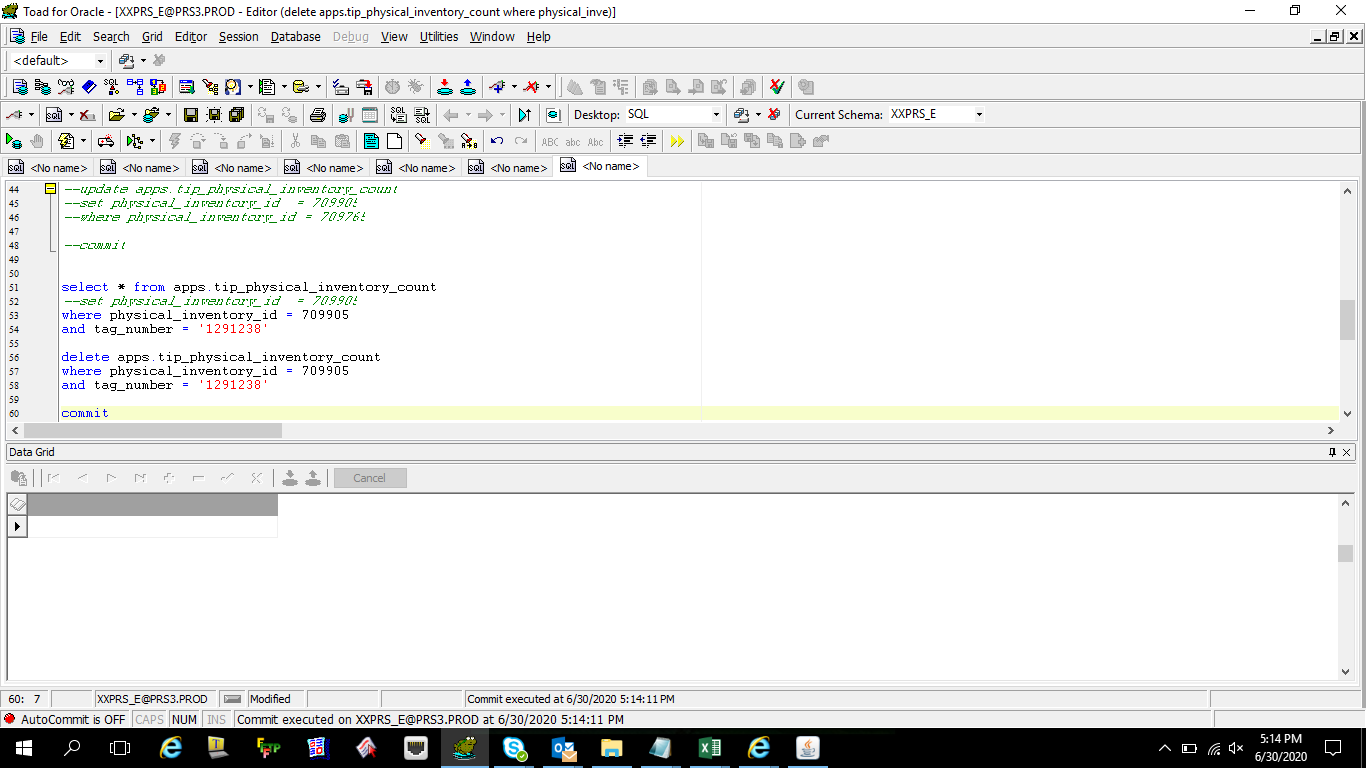 Toad for Oracle - [XXPRS_E@PRS3.PROD - Editor (delete apps.tip_physical_inventory_count where physical_inve)]
File Edit Search Grid Editor Session Database Debug View Utilities Window Help
<default>
Desktop: SQL Current Schema: XXPRS_E
ABC abc Abc
<No name> <No name> <No name> <No name> <No name> <No name> <No name>
44 --update apps.tip_physical_inventory_count
45 --set physical_inventory_id = 709905
46 --where physical_inventory_id = 709765
47
48 --commit
49
50
51 select * from apps.tip_physical_inventory_count
52 --set physical_inventory_id = 709905
53 where physical_inventory_id = 709905
54 and tag_number = '1291238'
55
56 delete apps.tip_physical_inventory_count
57 where physical_inventory_id = 709905
58 and tag_number = '1291238'
59
60 commit
Data Grid
Cancel
60: 7 XXPRS_E@PRS3.PROD Modified Commit executed at 6/30/2020 5:14:11 PM
AutoCommit is OFF CAPS NUM INS Commit executed on XXPRS_E@PRS3.PROD at 6/30/2020 5:14:11 PM
5:14 PM
6/30/2020